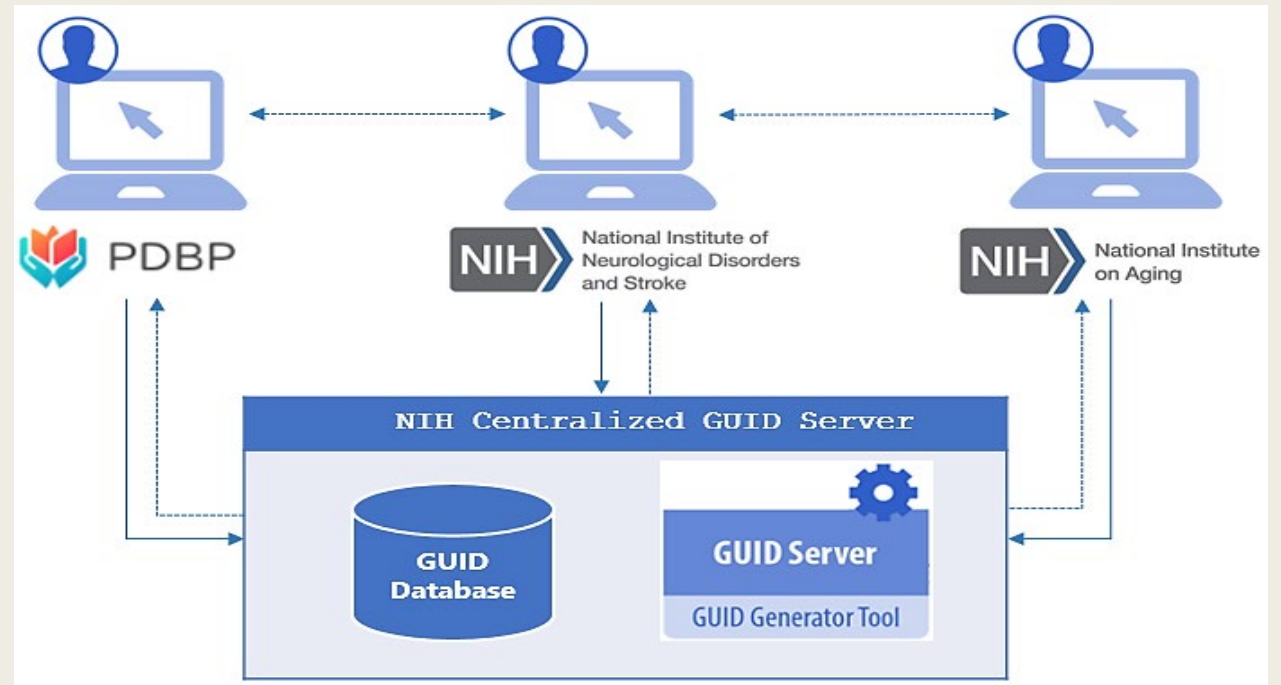 PDBP
NIH
National Institute of
Neurological Disorders
and Stroke
NIH
National Institute
on Aging
NIH Centralized GUID Server
GUID
Database
GUID Server
GUID Generator Tool